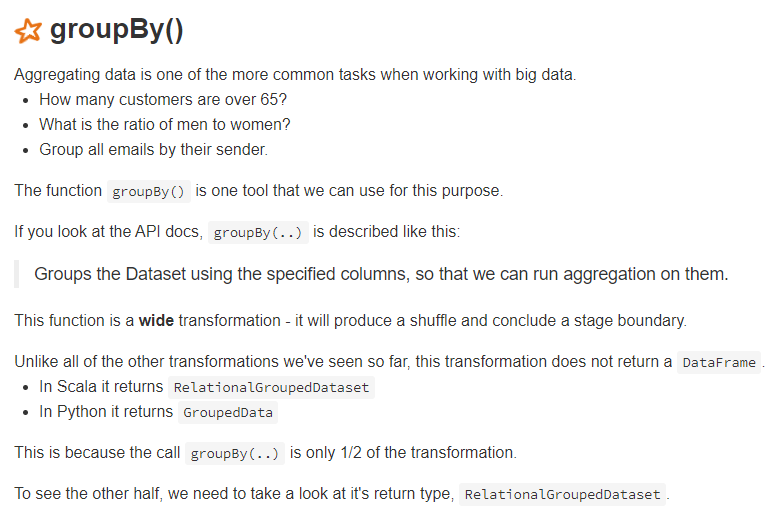 groupBy()
Aggregating data is one of the more common tasks when working with big data.
• How many customers are over 65?
• What is the ratio of men to women?
• Group all emails by their sender.
The function groupBy() is one tool that we can use for this purpose.
If you look at the API docs, groupBy(..) is described like this:
Groups the Dataset using the specified columns, so that we can run aggregation on them.
This function is a wide transformation - it will produce a shuffle and conclude a stage boundary.
Unlike all of the other transformations we've seen so far, this transformation does not return a DataFrame.
• In Scala it returns RelationalGroupedDataset
• In Python it returns GroupedData
This is because the call groupBy(..) is only 1/2 of the transformation.
To see the other half, we need to take a look at it's return type, RelationalGroupedDataset.